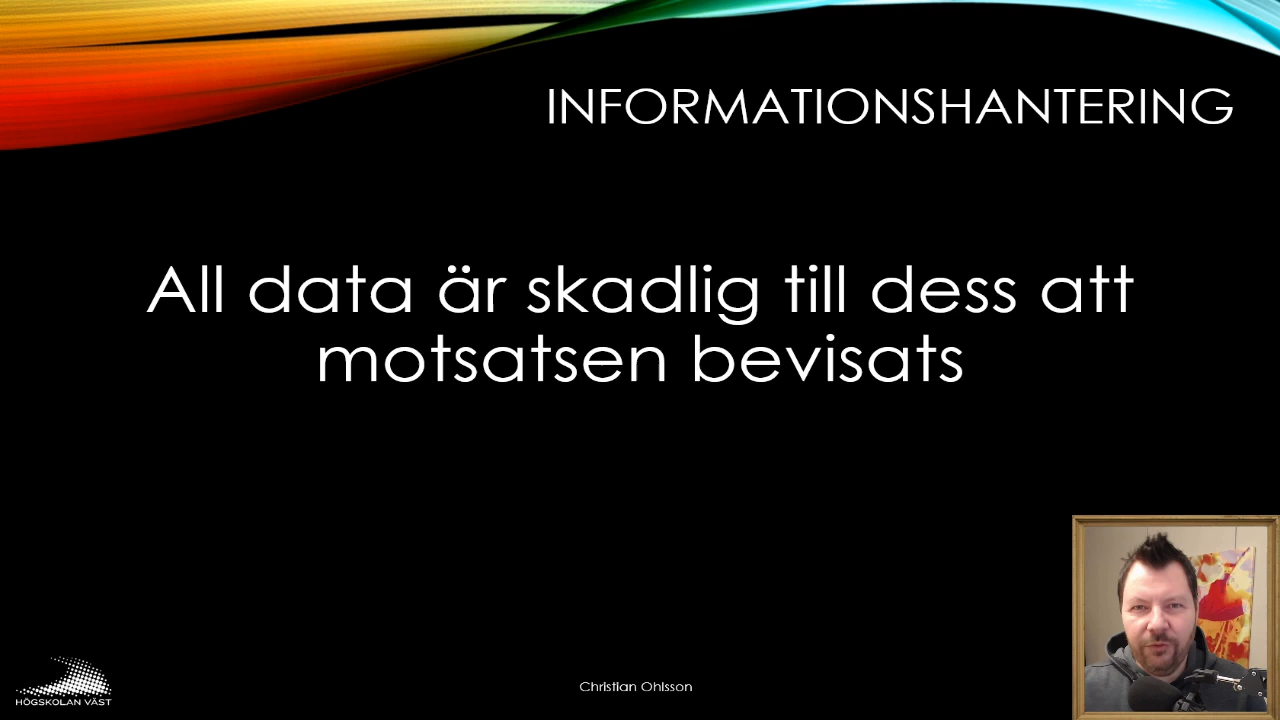 INFORMATIONSHANTERING
All data är skadlig till dess att
motsatsen bevisats
Christian Ohlsson
HÖGSKOLAN VÄST